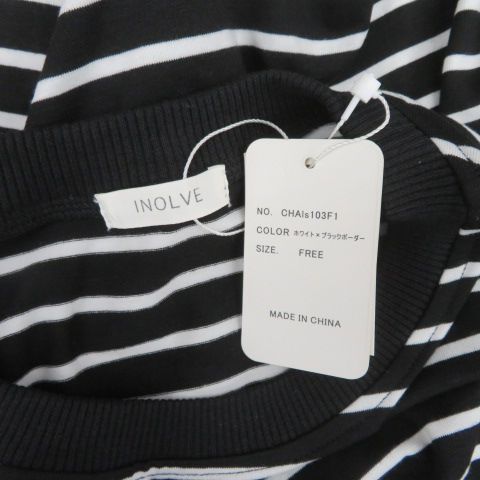 INOLVE
NO. CHAIs103F1
COLOR ホワイト×ブラックボーダー
SIZE. FREE
MADE IN CHINA